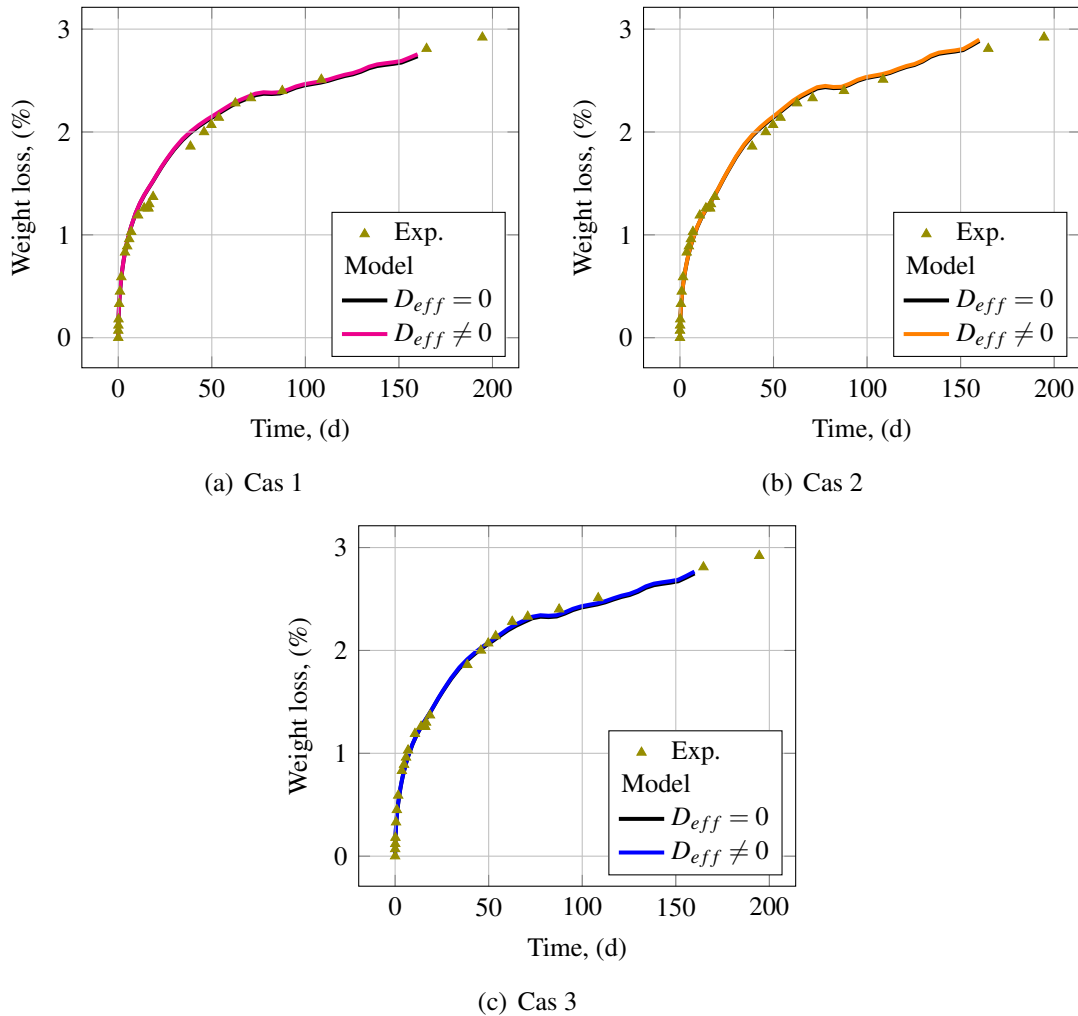 3
2
1
0
Weight loss, (%)
Exp.
Model
D_eff = 0
D_eff ≠ 0
0 50 100 150 200
Time, (d)
(a) Cas 1
3
2
1
0
Weight loss, (%)
Exp.
Model
D_eff = 0
D_eff ≠ 0
0 50 100 150 200
Time, (d)
(b) Cas 2
3
2
1
0
Weight loss, (%)
Exp.
Model
D_eff = 0
D_eff ≠ 0
0 50 100 150 200
Time, (d)
(c) Cas 3